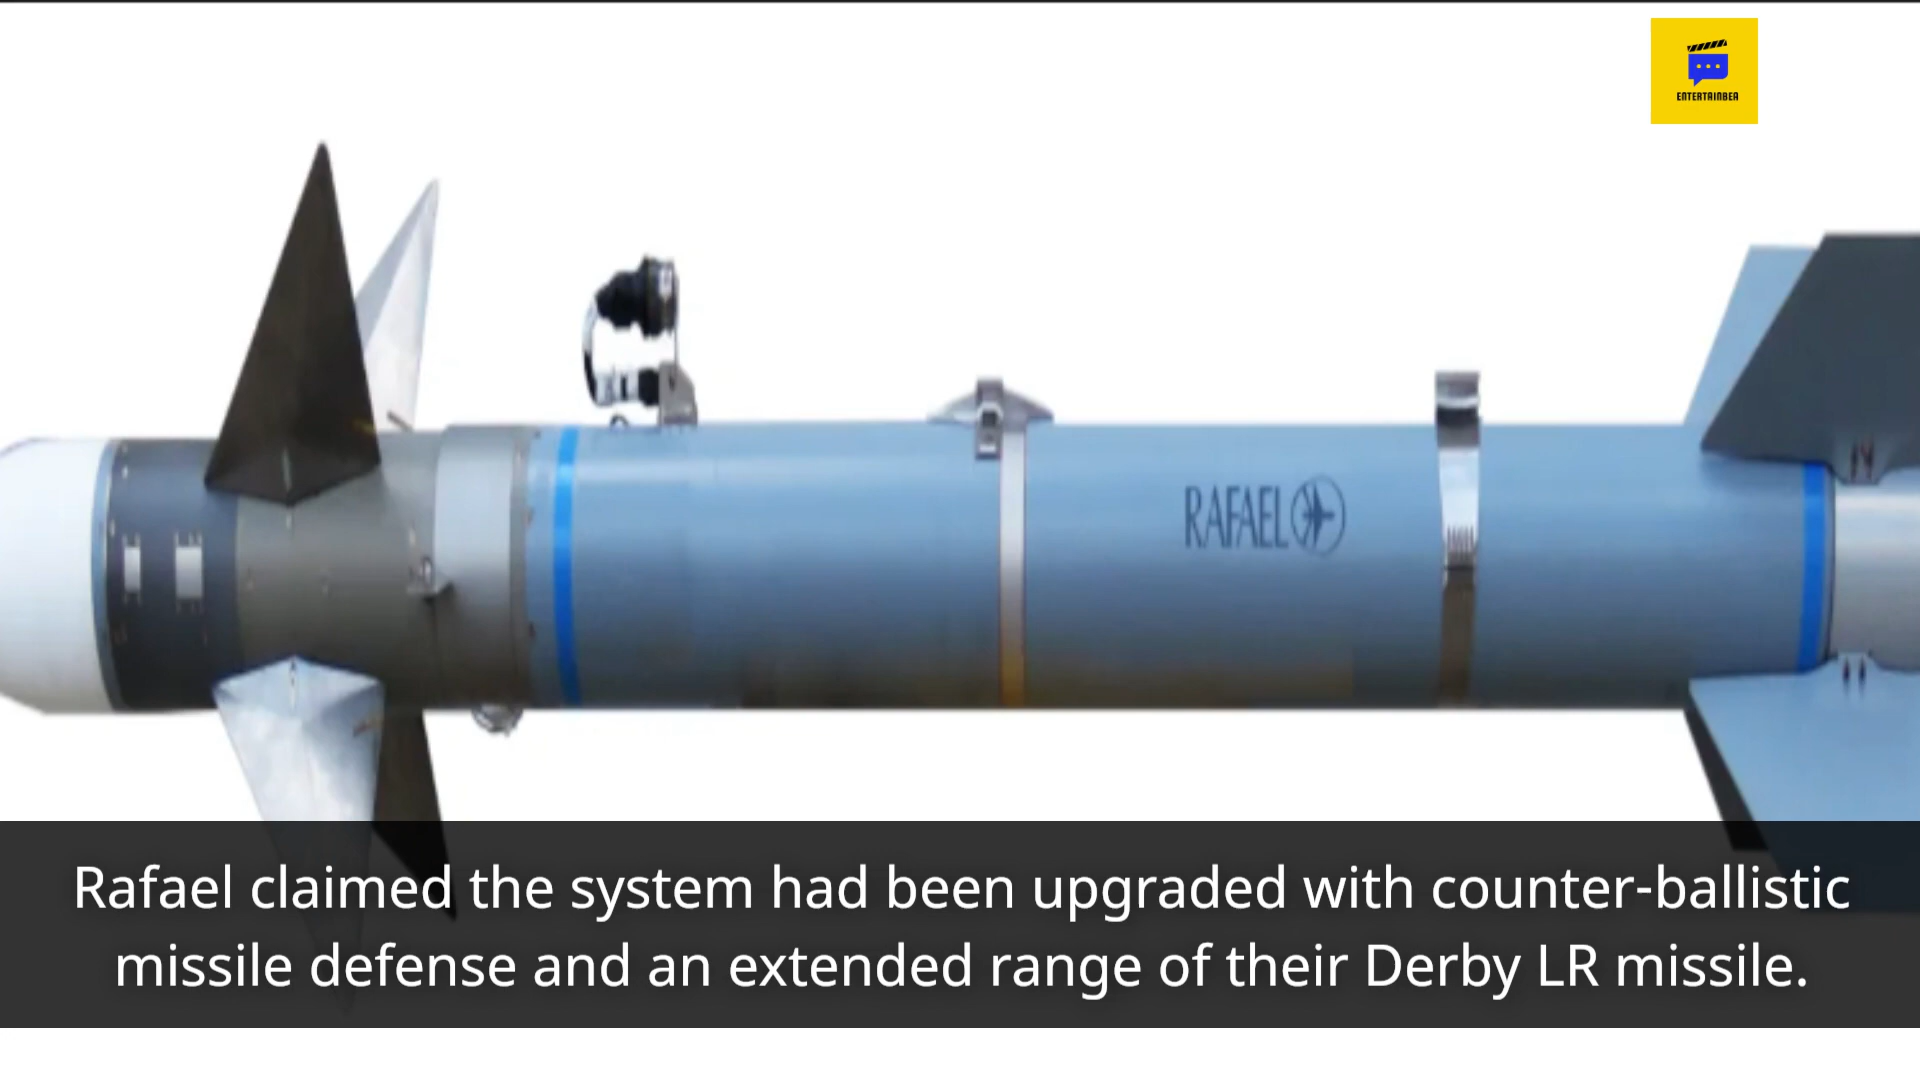 ENTERTAINBEA
RAFAEL
Rafael claimed the system had been upgraded with counter-ballistic
missile defense and an extended range of their Derby LR missile.